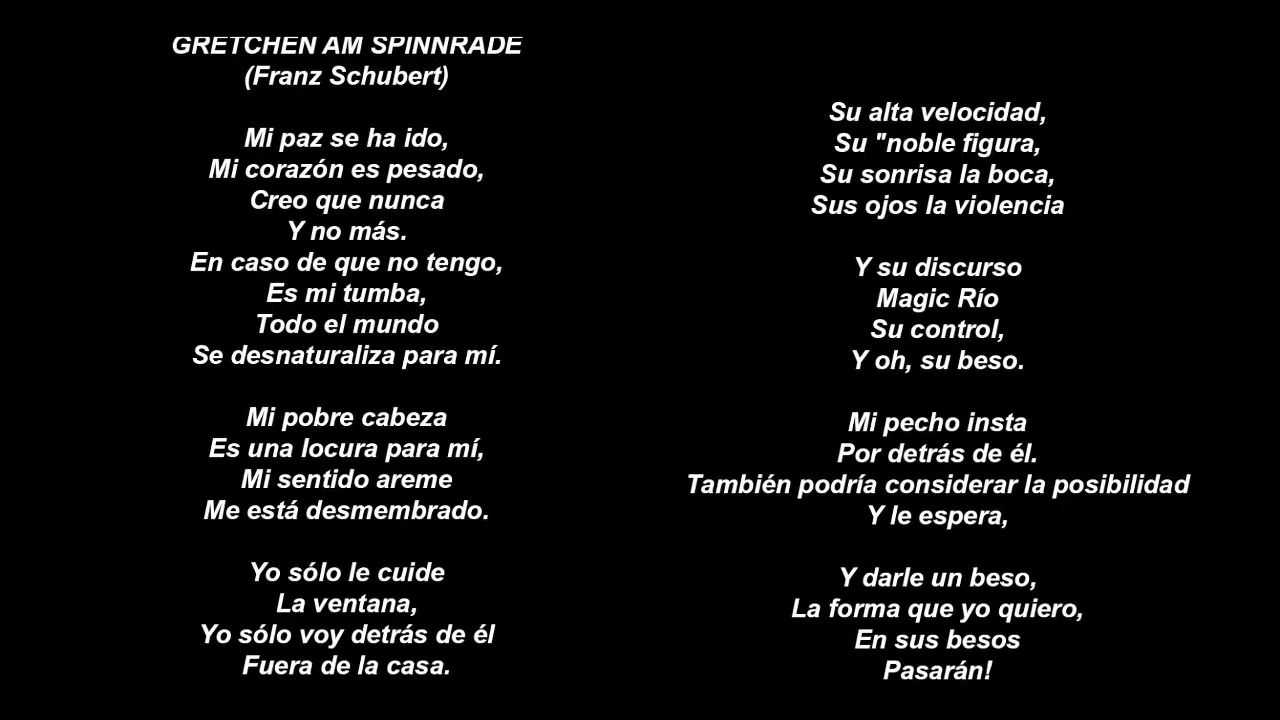 GRETCHEN AM SPINNRADE
(Franz Schubert)
Mi paz se ha ido,
Mi corazón es pesado,
Creo que nunca
Y no más.
En caso de que no tengo,
Es mi tumba,
Todo el mundo
Se desnaturaliza para mí.
Mi pobre cabeza
Es una locura para mí,
Mi sentido areme
Me está desmembrado.
Yo sólo le cuide
La ventana,
Yo sólo voy detrás de él
Fuera de la casa.
Su alta velocidad,
Su "noble figura,
Su sonrisa la boca,
Sus ojos la violencia
Y su discurso
Magic Río
Su control,
Y oh, su beso.
Mi pecho insta
Por detrás de él.
También podría considerar la posibilidad
Y le espera,
Y darle un beso,
La forma que yo quiero,
En sus besos
Pasarán!